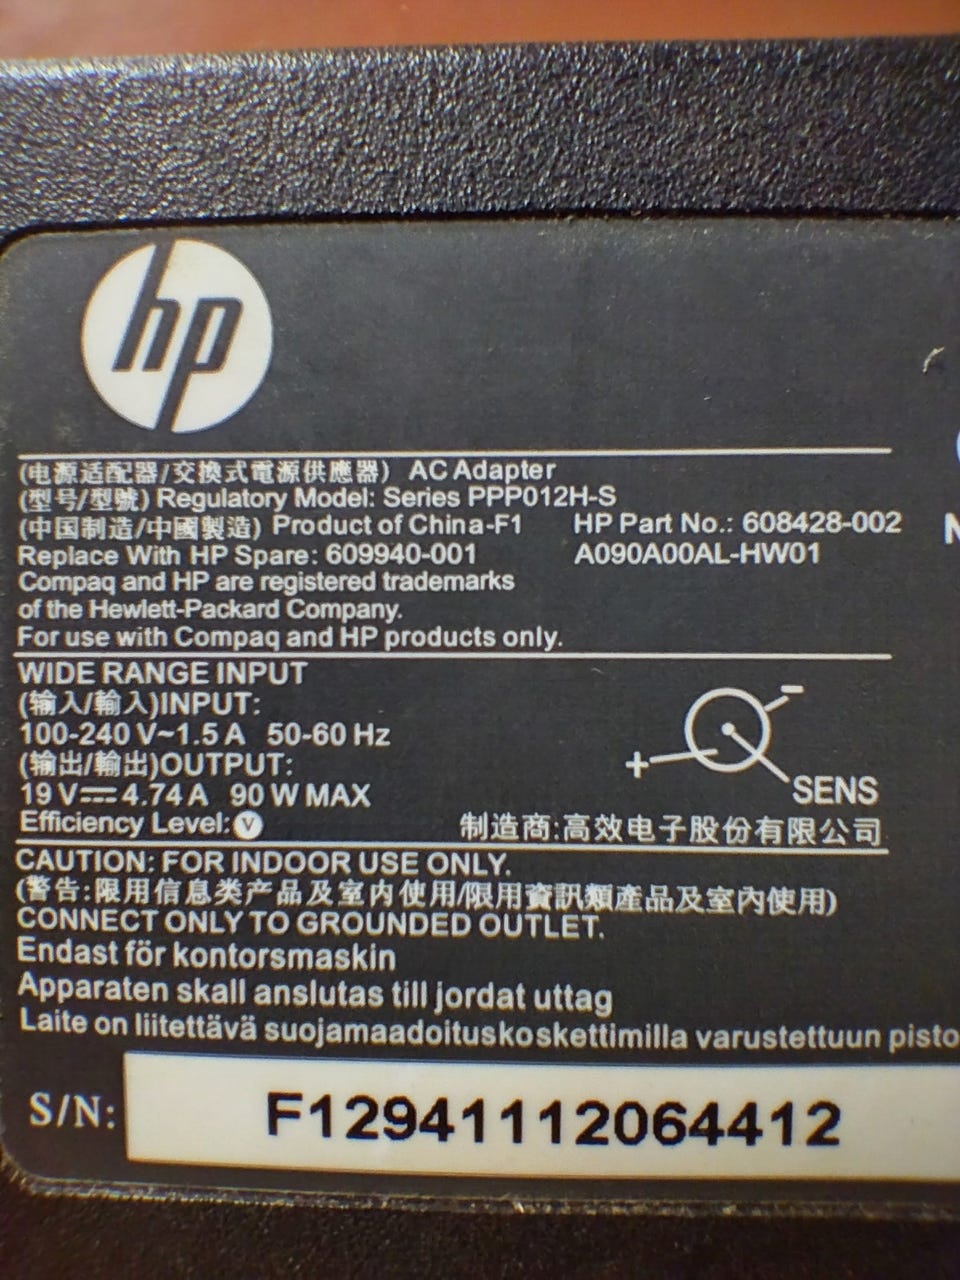 hp
(电源适配器/交換式電源供應器) AC Adapter
(型号/型號) Regulatory Model: Series PPP012H-S
(中国制造/中國製造) Product of China-F1 HP Part No.: 608428-002
Replace With HP Spare: 609940-001 A090A00AL-HW01
Compaq and HP are registered trademarks
of the Hewlett-Packard Company.
For use with Compaq and HP products only.
WIDE RANGE INPUT
(输入/輸入)INPUT:
100-240 V~1.5 A 50-60 Hz
(输出/輸出)OUTPUT:
19 V⎓4.74 A 90 W MAX
- + SENS
Efficiency Level: V
制造商:高效电子股份有限公司
CAUTION: FOR INDOOR USE ONLY.
(警告:限用信息类产品及室内使用/限用資訊類產品及室內使用)
CONNECT ONLY TO GROUNDED OUTLET.
Endast för kontorsmaskin
Apparaten skall anslutas till jordat uttag
Laite on liitettävä suojamaadoituskoskettimilla varustettuun pisto
S/N: F12941112064412